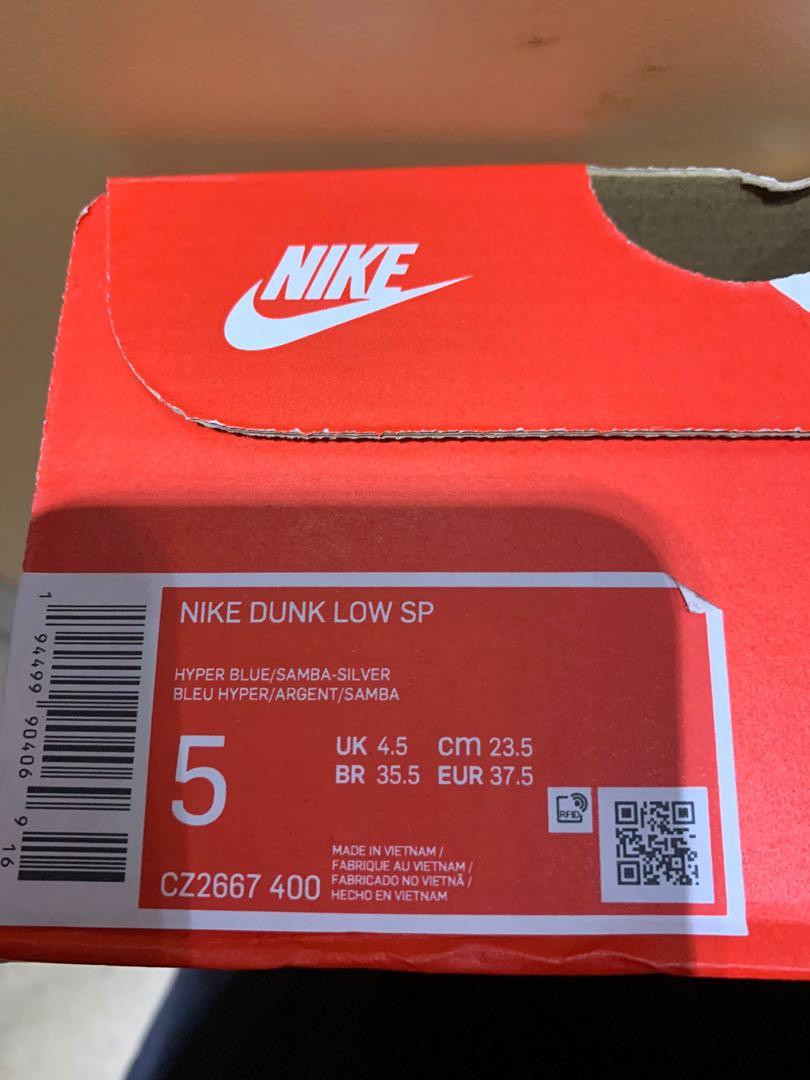 NIKE
NIKE DUNK LOW SP
HYPER BLUE/SAMBA-SILVER
BLEU HYPER/ARGENT/SAMBA
5
UK 4.5 cm 23.5
BR 35.5 EUR 37.5
RFID
CZ2667 400
MADE IN VIETNAM /
FABRIQUE AU VIETNAM /
FABRICADO NO VIETNÃ /
HECHO EN VIETNAM
1 94499 90406 9 16